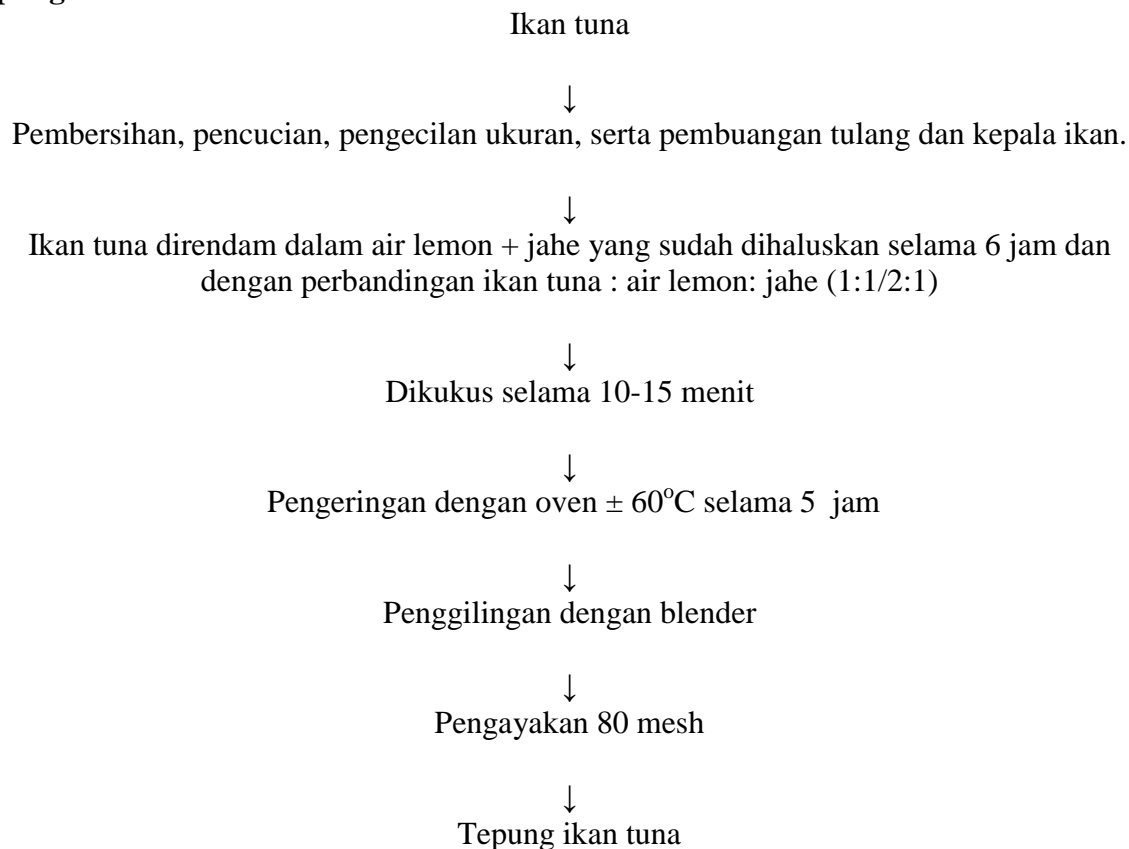 Ikan tuna
↓
Pembersihan, pencucian, pengecilan ukuran, serta pembuangan tulang dan kepala ikan.
↓
Ikan tuna direndam dalam air lemon + jahe yang sudah dihaluskan selama 6 jam dan
dengan perbandingan ikan tuna : air lemon: jahe (1:1/2:1)
↓
Dikukus selama 10-15 menit
↓
Pengeringan dengan oven ± 60°C selama 5 jam
↓
Penggilingan dengan blender
↓
Pengayakan 80 mesh
↓
Tepung ikan tuna